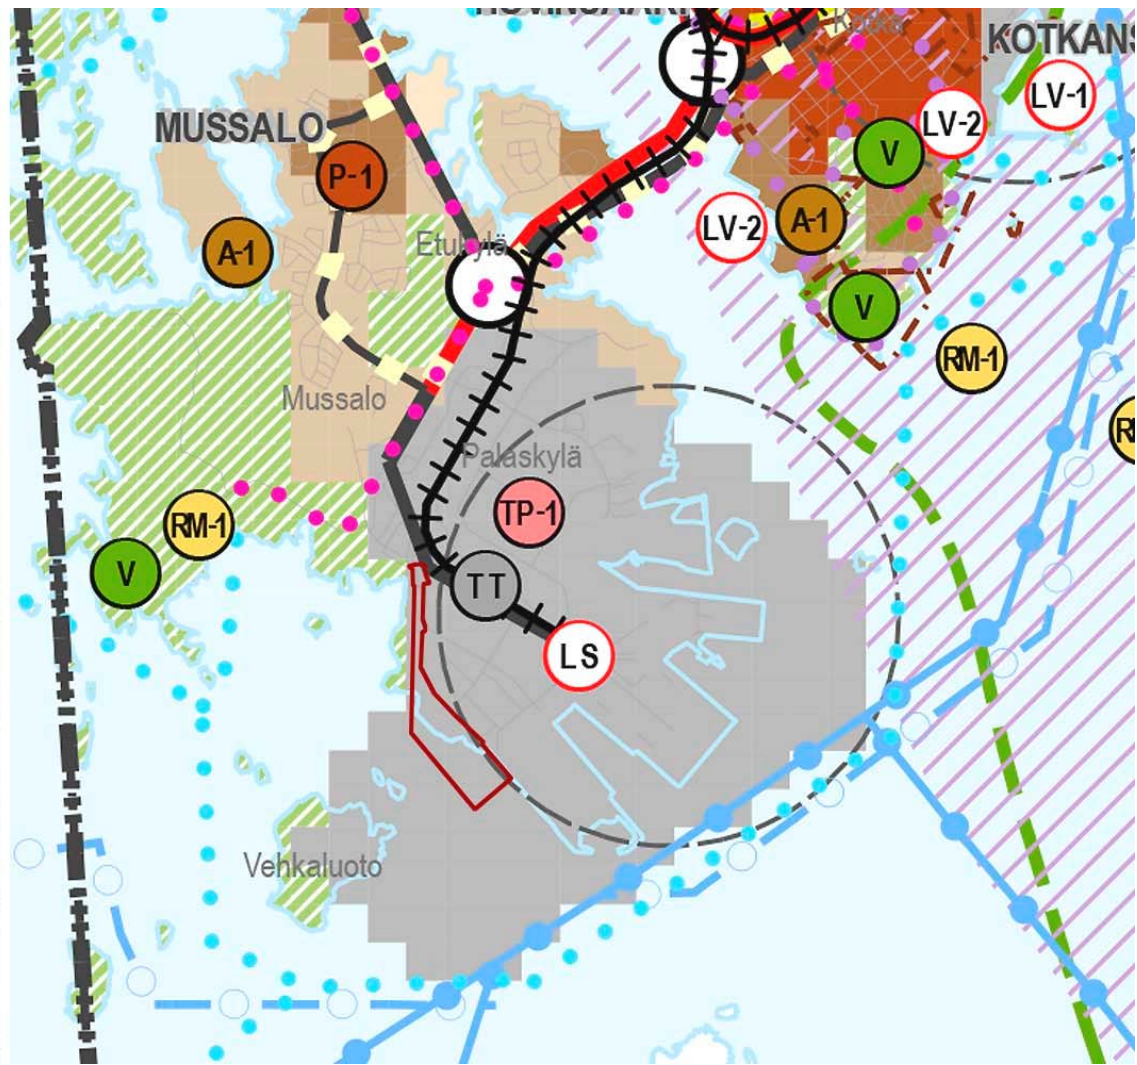 KOTKANS
LV-1
MUSSALO
LV-2
V
P-1
LV-2
A-1
A-1
Etukylä
V
RM-1
Mussalo
Palaskylä
TP-1
RM-1
V
TT
LS
Vehkaluoto